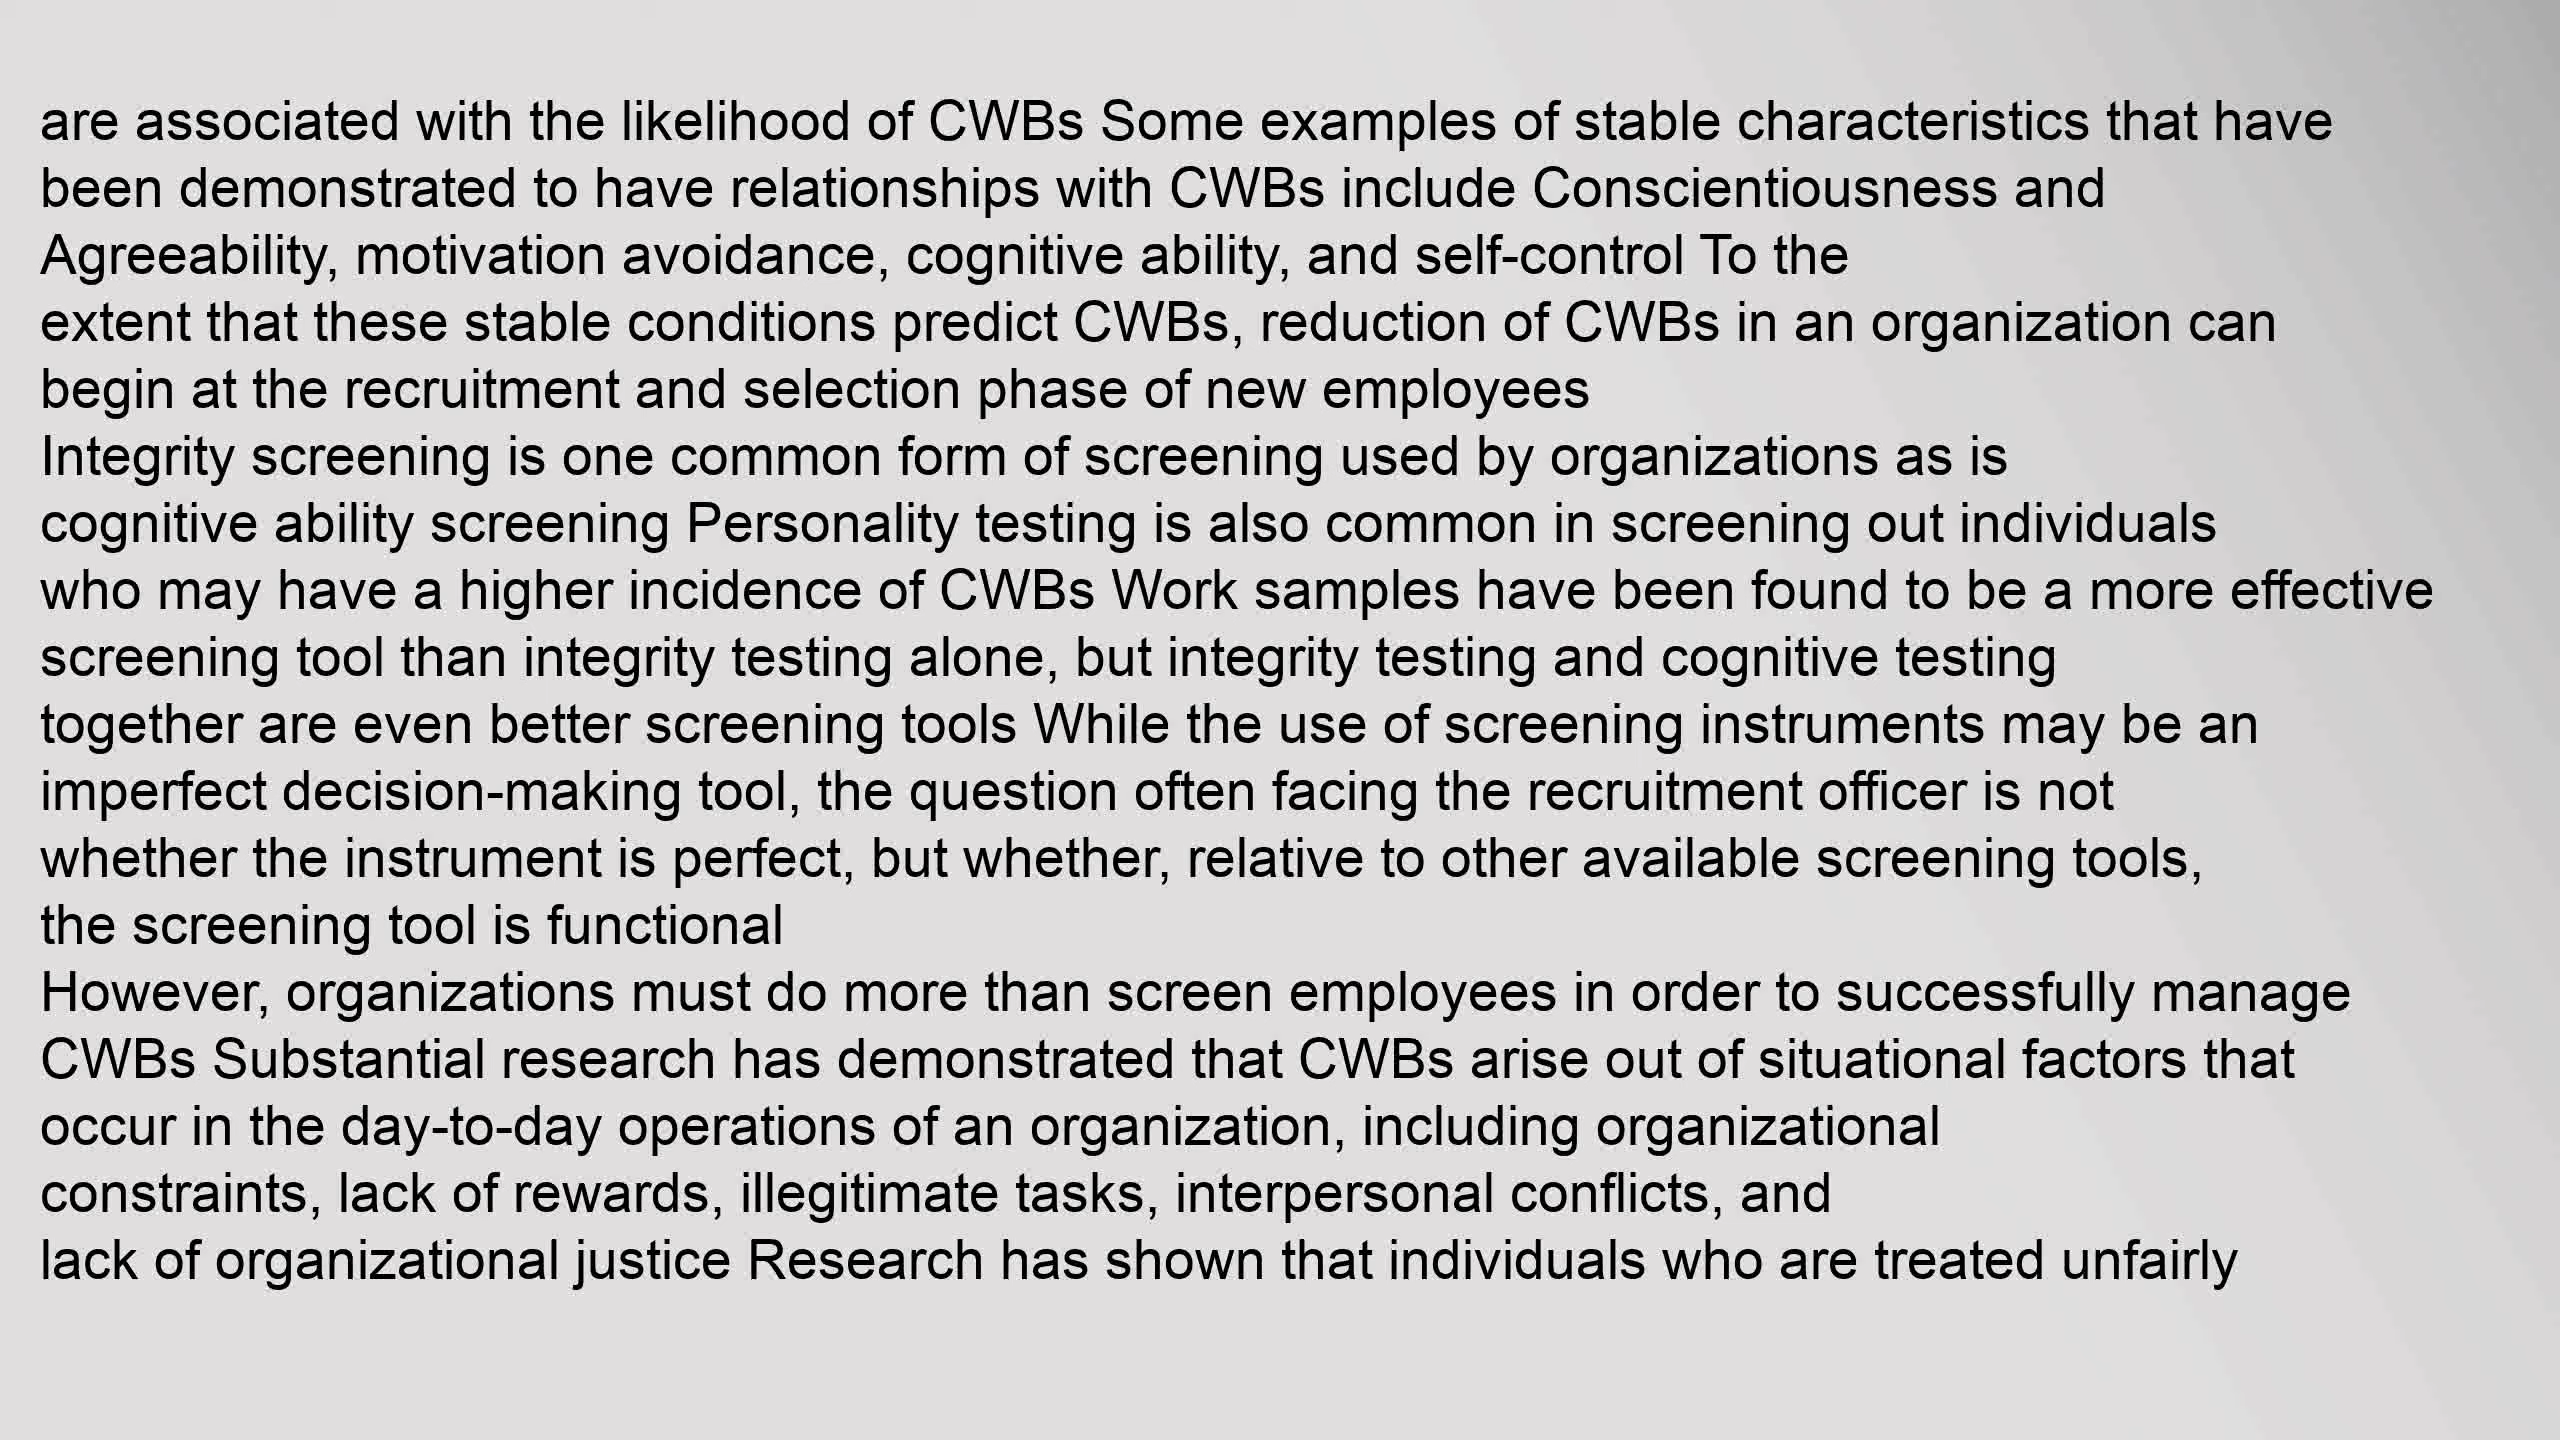 are associated with the likelihood of CWBs Some examples of stable characteristics that have
been demonstrated to have relationships with CWBs include Conscientiousness and
Agreeability, motivation avoidance, cognitive ability, and self-control To the
extent that these stable conditions predict CWBs, reduction of CWBs in an organization can
begin at the recruitment and selection phase of new employees
Integrity screening is one common form of screening used by organizations as is
cognitive ability screening Personality testing is also common in screening out individuals
who may have a higher incidence of CWBs Work samples have been found to be a more effective
screening tool than integrity testing alone, but integrity testing and cognitive testing
together are even better screening tools While the use of screening instruments may be an
imperfect decision-making tool, the question often facing the recruitment officer is not
whether the instrument is perfect, but whether, relative to other available screening tools,
the screening tool is functional
However, organizations must do more than screen employees in order to successfully manage
CWBs Substantial research has demonstrated that CWBs arise out of situational factors that
occur in the day-to-day operations of an organization, including organizational
constraints, lack of rewards, illegitimate tasks, interpersonal conflicts, and
lack of organizational justice Research has shown that individuals who are treated unfairly